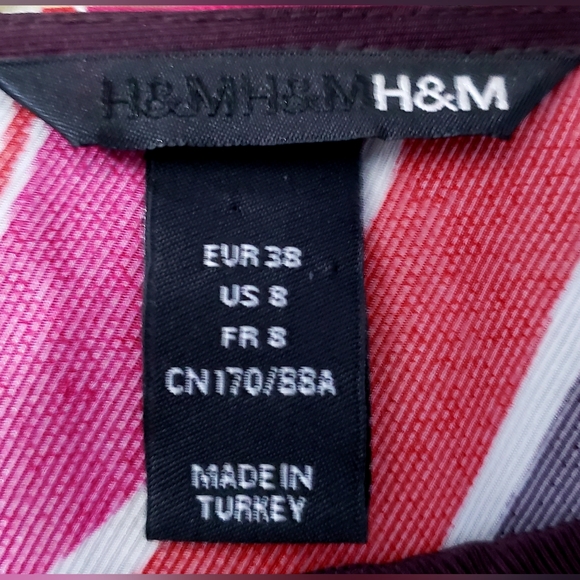 H&MH&MH&M
EUR 38
US 8
FR 8
CN170/88A
MADE IN
TURKEY